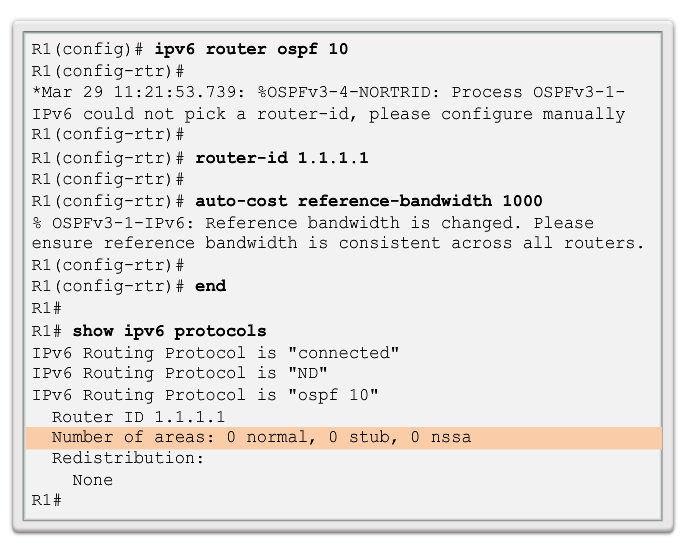 R1(config)# ipv6 router ospf 10
R1(config-rtr)#
*Mar 29 11:21:53.739: %OSPFv3-4-NORTRID: Process OSPFv3-1-
IPv6 could not pick a router-id, please configure manually
R1(config-rtr)#
R1(config-rtr)# router-id 1.1.1.1
R1(config-rtr)#
R1(config-rtr)# auto-cost reference-bandwidth 1000
% OSPFv3-1-IPv6: Reference bandwidth is changed. Please
ensure reference bandwidth is consistent across all routers.
R1(config-rtr)#
R1(config-rtr)# end
R1#
R1# show ipv6 protocols
IPv6 Routing Protocol is "connected"
IPv6 Routing Protocol is "ND"
IPv6 Routing Protocol is "ospf 10"
  Router ID 1.1.1.1
  Number of areas: 0 normal, 0 stub, 0 nssa
  Redistribution:
    None
R1#